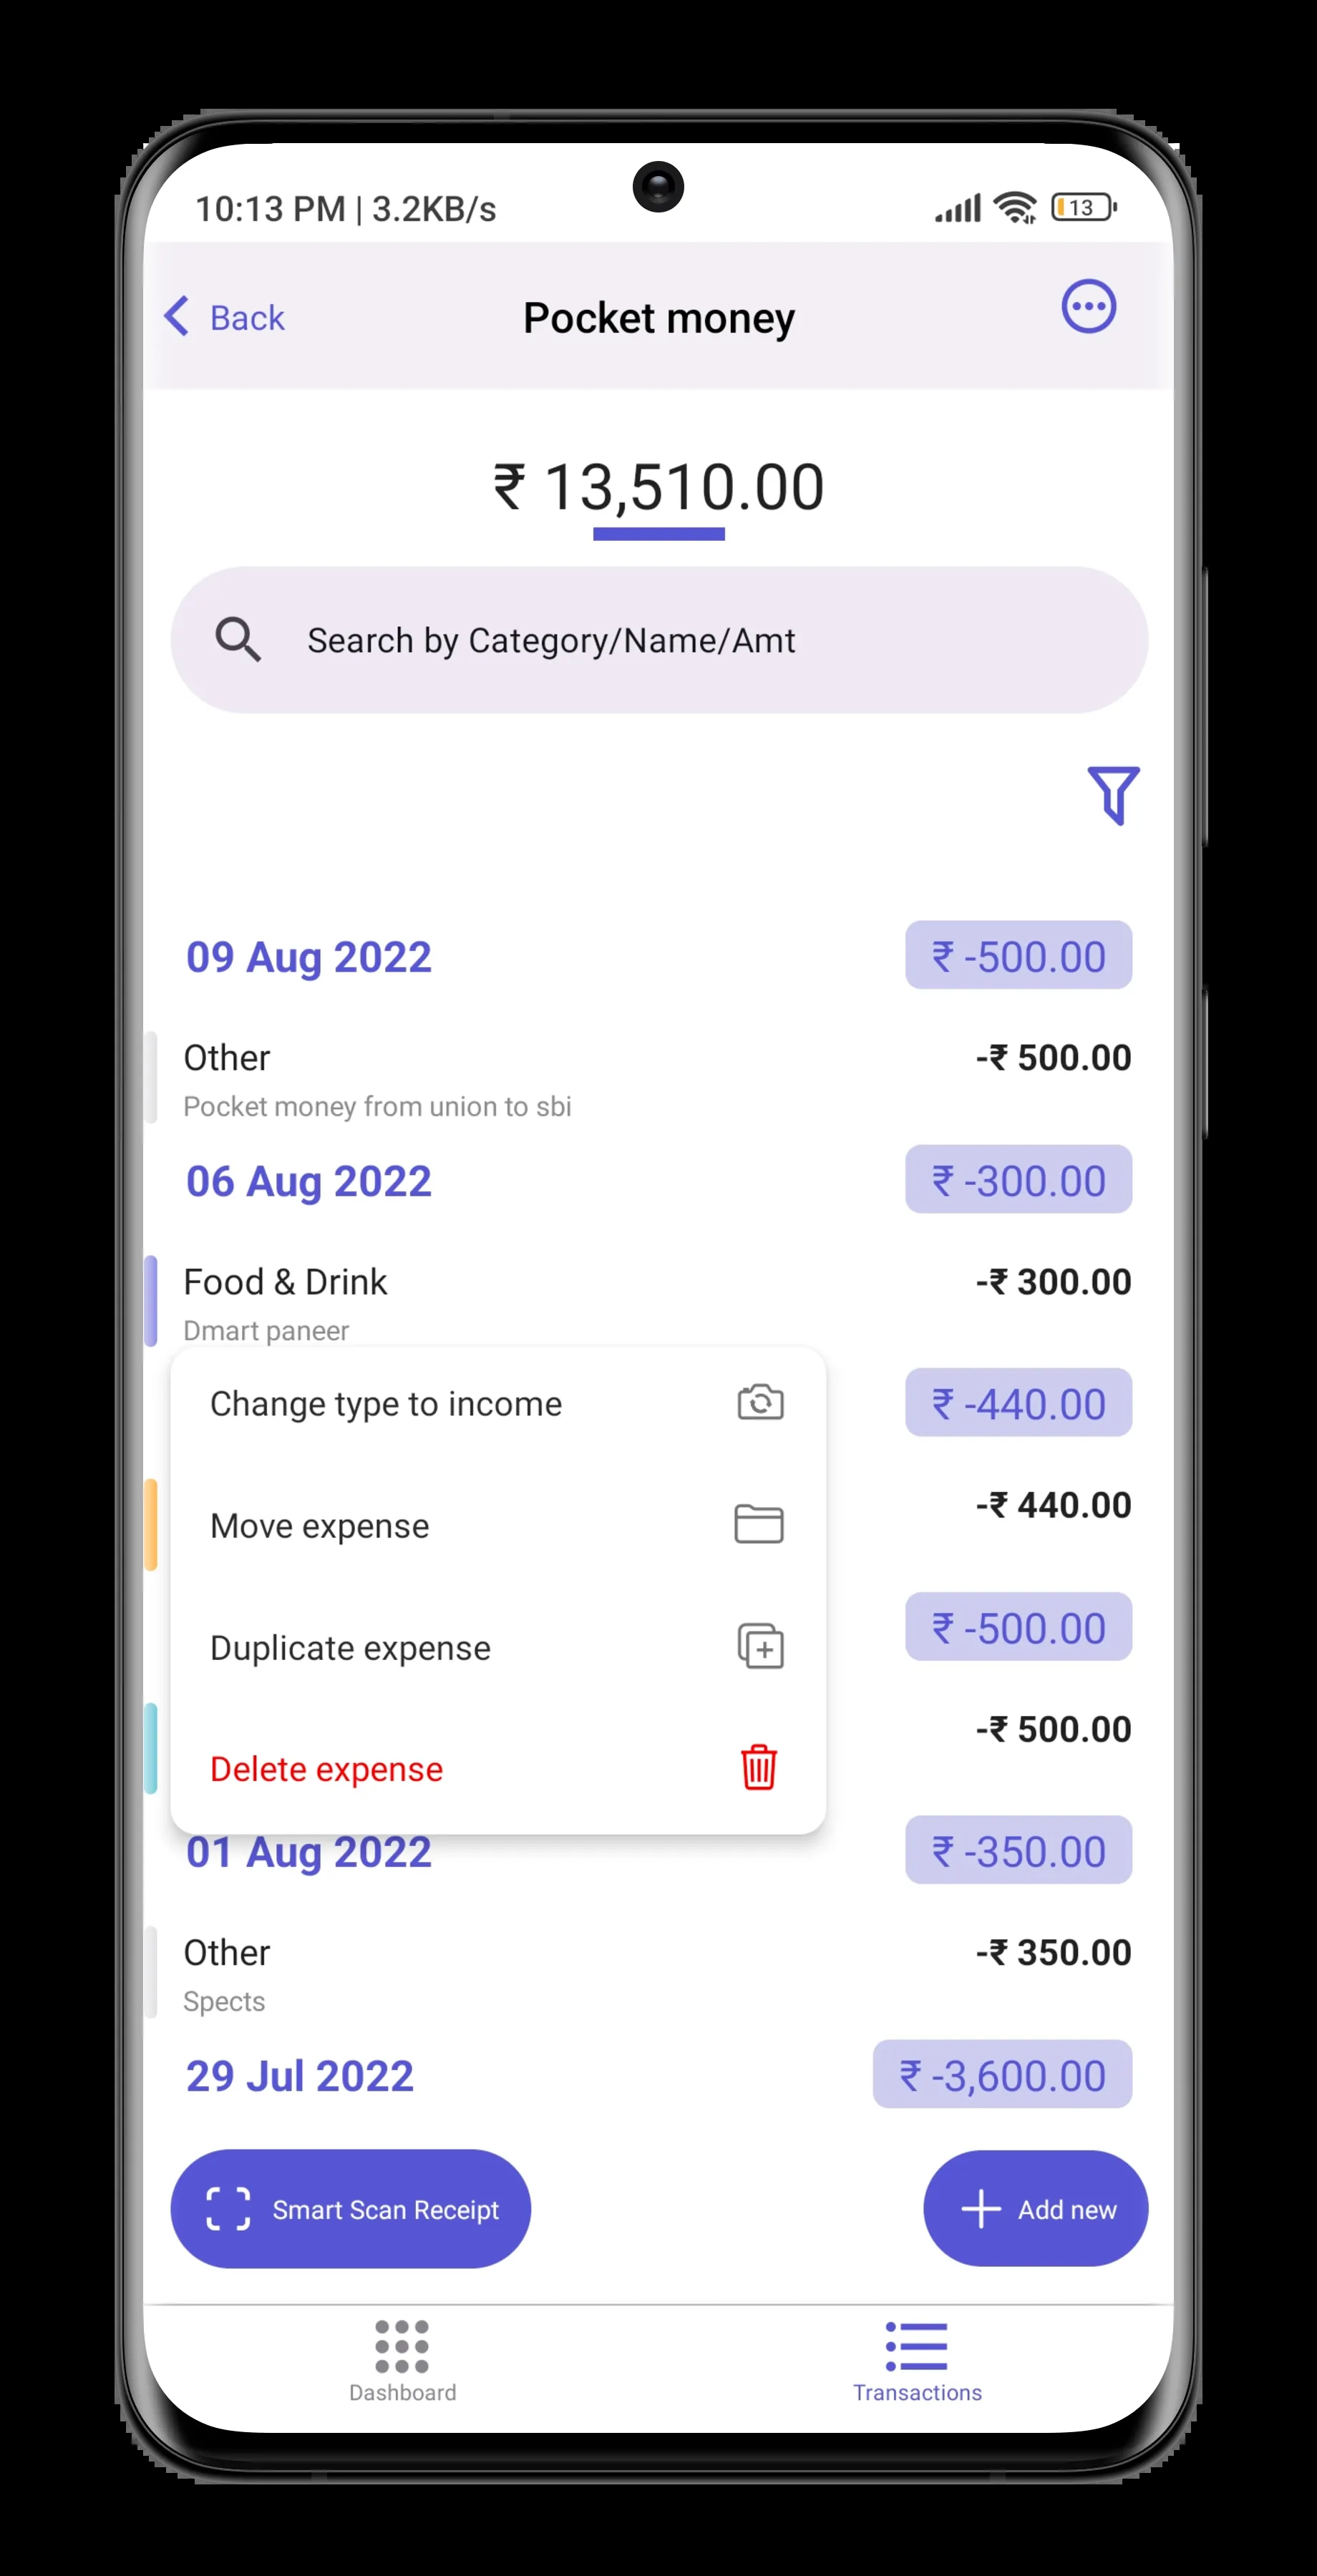 10:13 PM | 3.2KB/s 13
Back Pocket money
₹ 13,510.00
Search by Category/Name/Amt
09 Aug 2022 ₹ -500.00
Other -₹ 500.00
Pocket money from union to sbi
06 Aug 2022 ₹ -300.00
Food & Drink -₹ 300.00
Dmart paneer
Change type to income ₹ -440.00
-₹ 440.00
Move expense
₹ -500.00
Duplicate expense
-₹ 500.00
Delete expense
01 Aug 2022 ₹ -350.00
Other -₹ 350.00
Spects
29 Jul 2022 ₹ -3,600.00
Smart Scan Receipt Add new
Dashboard Transactions